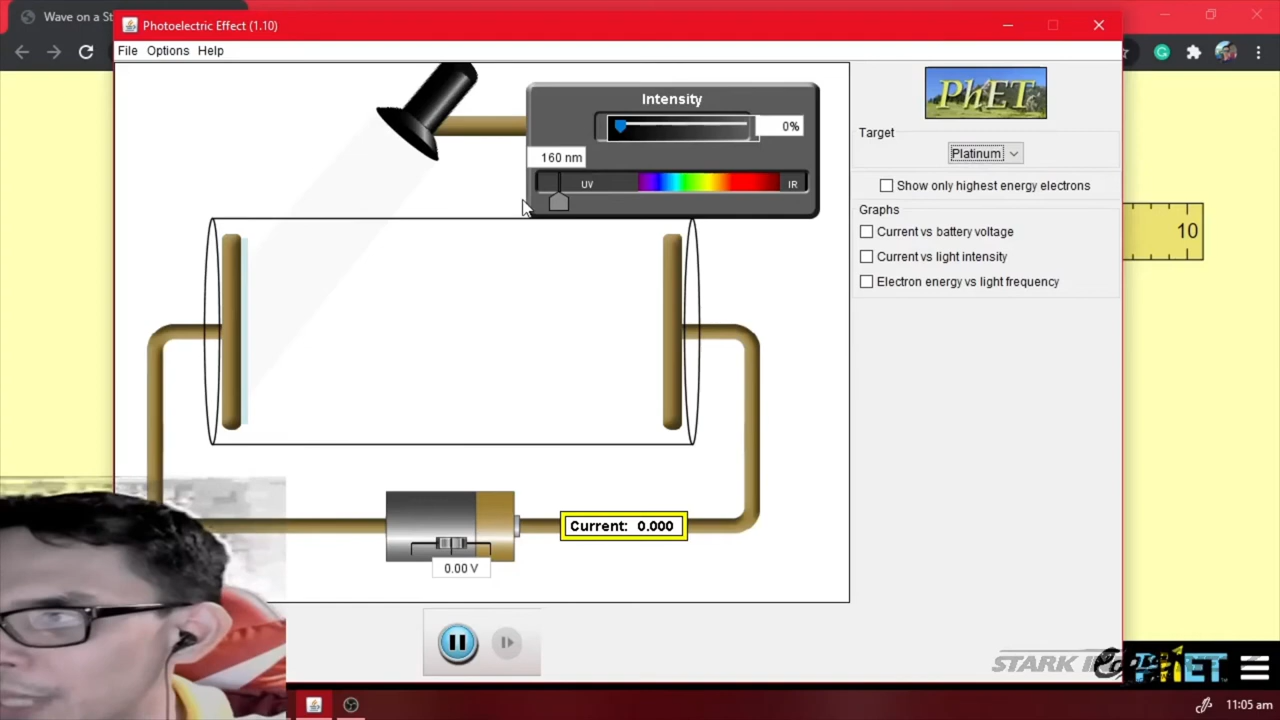 Wave on a St
Photoelectric Effect (1.10)
File Options Help
Intensity
0%
160 nm
UV
IR
PhET
Target
Platinum
Show only highest energy electrons
Graphs
Current vs battery voltage
Current vs light intensity
Electron energy vs light frequency
10
Current: 0.000
0.00 V
STARK
PhET
11:05 am